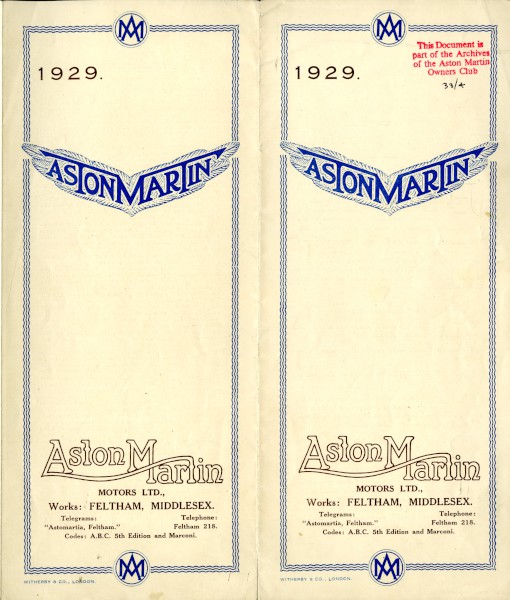 AM
1929.
ASTON MARTIN
Aston Martin
MOTORS LTD.,
Works: FELTHAM, MIDDLESEX.
Telegrams: Telephone:
"Astomartia, Feltham." Feltham 218.
Codes: A.B.C. 5th Edition and Marconi.
AM
WITHERBY & CO., LONDON.
AM
1929.
This Document is
part of the Archives
of the Aston Martin
Owners Club
33/4
ASTON MARTIN
Aston Martin
MOTORS LTD.,
Works: FELTHAM, MIDDLESEX.
Telegrams: Telephone:
"Astomartia, Feltham." Feltham 218.
Codes: A.B.C. 5th Edition and Marconi.
AM
WITHERBY & CO., LONDON.